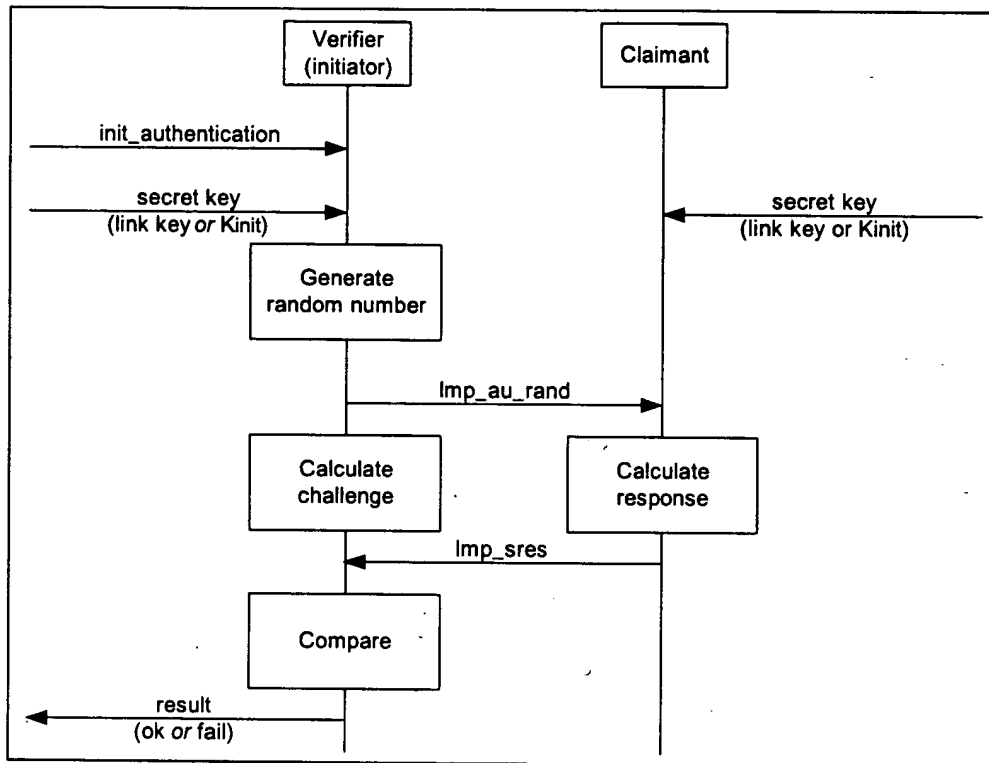 Verifier
(initiator)
Claimant
init_authentication
secret key
(link key or Kinit)
secret key
(link key or Kinit)
Generate
random number
lmp_au_rand
Calculate
challenge
Calculate
response
lmp_sres
Compare
result
(ok or fail)